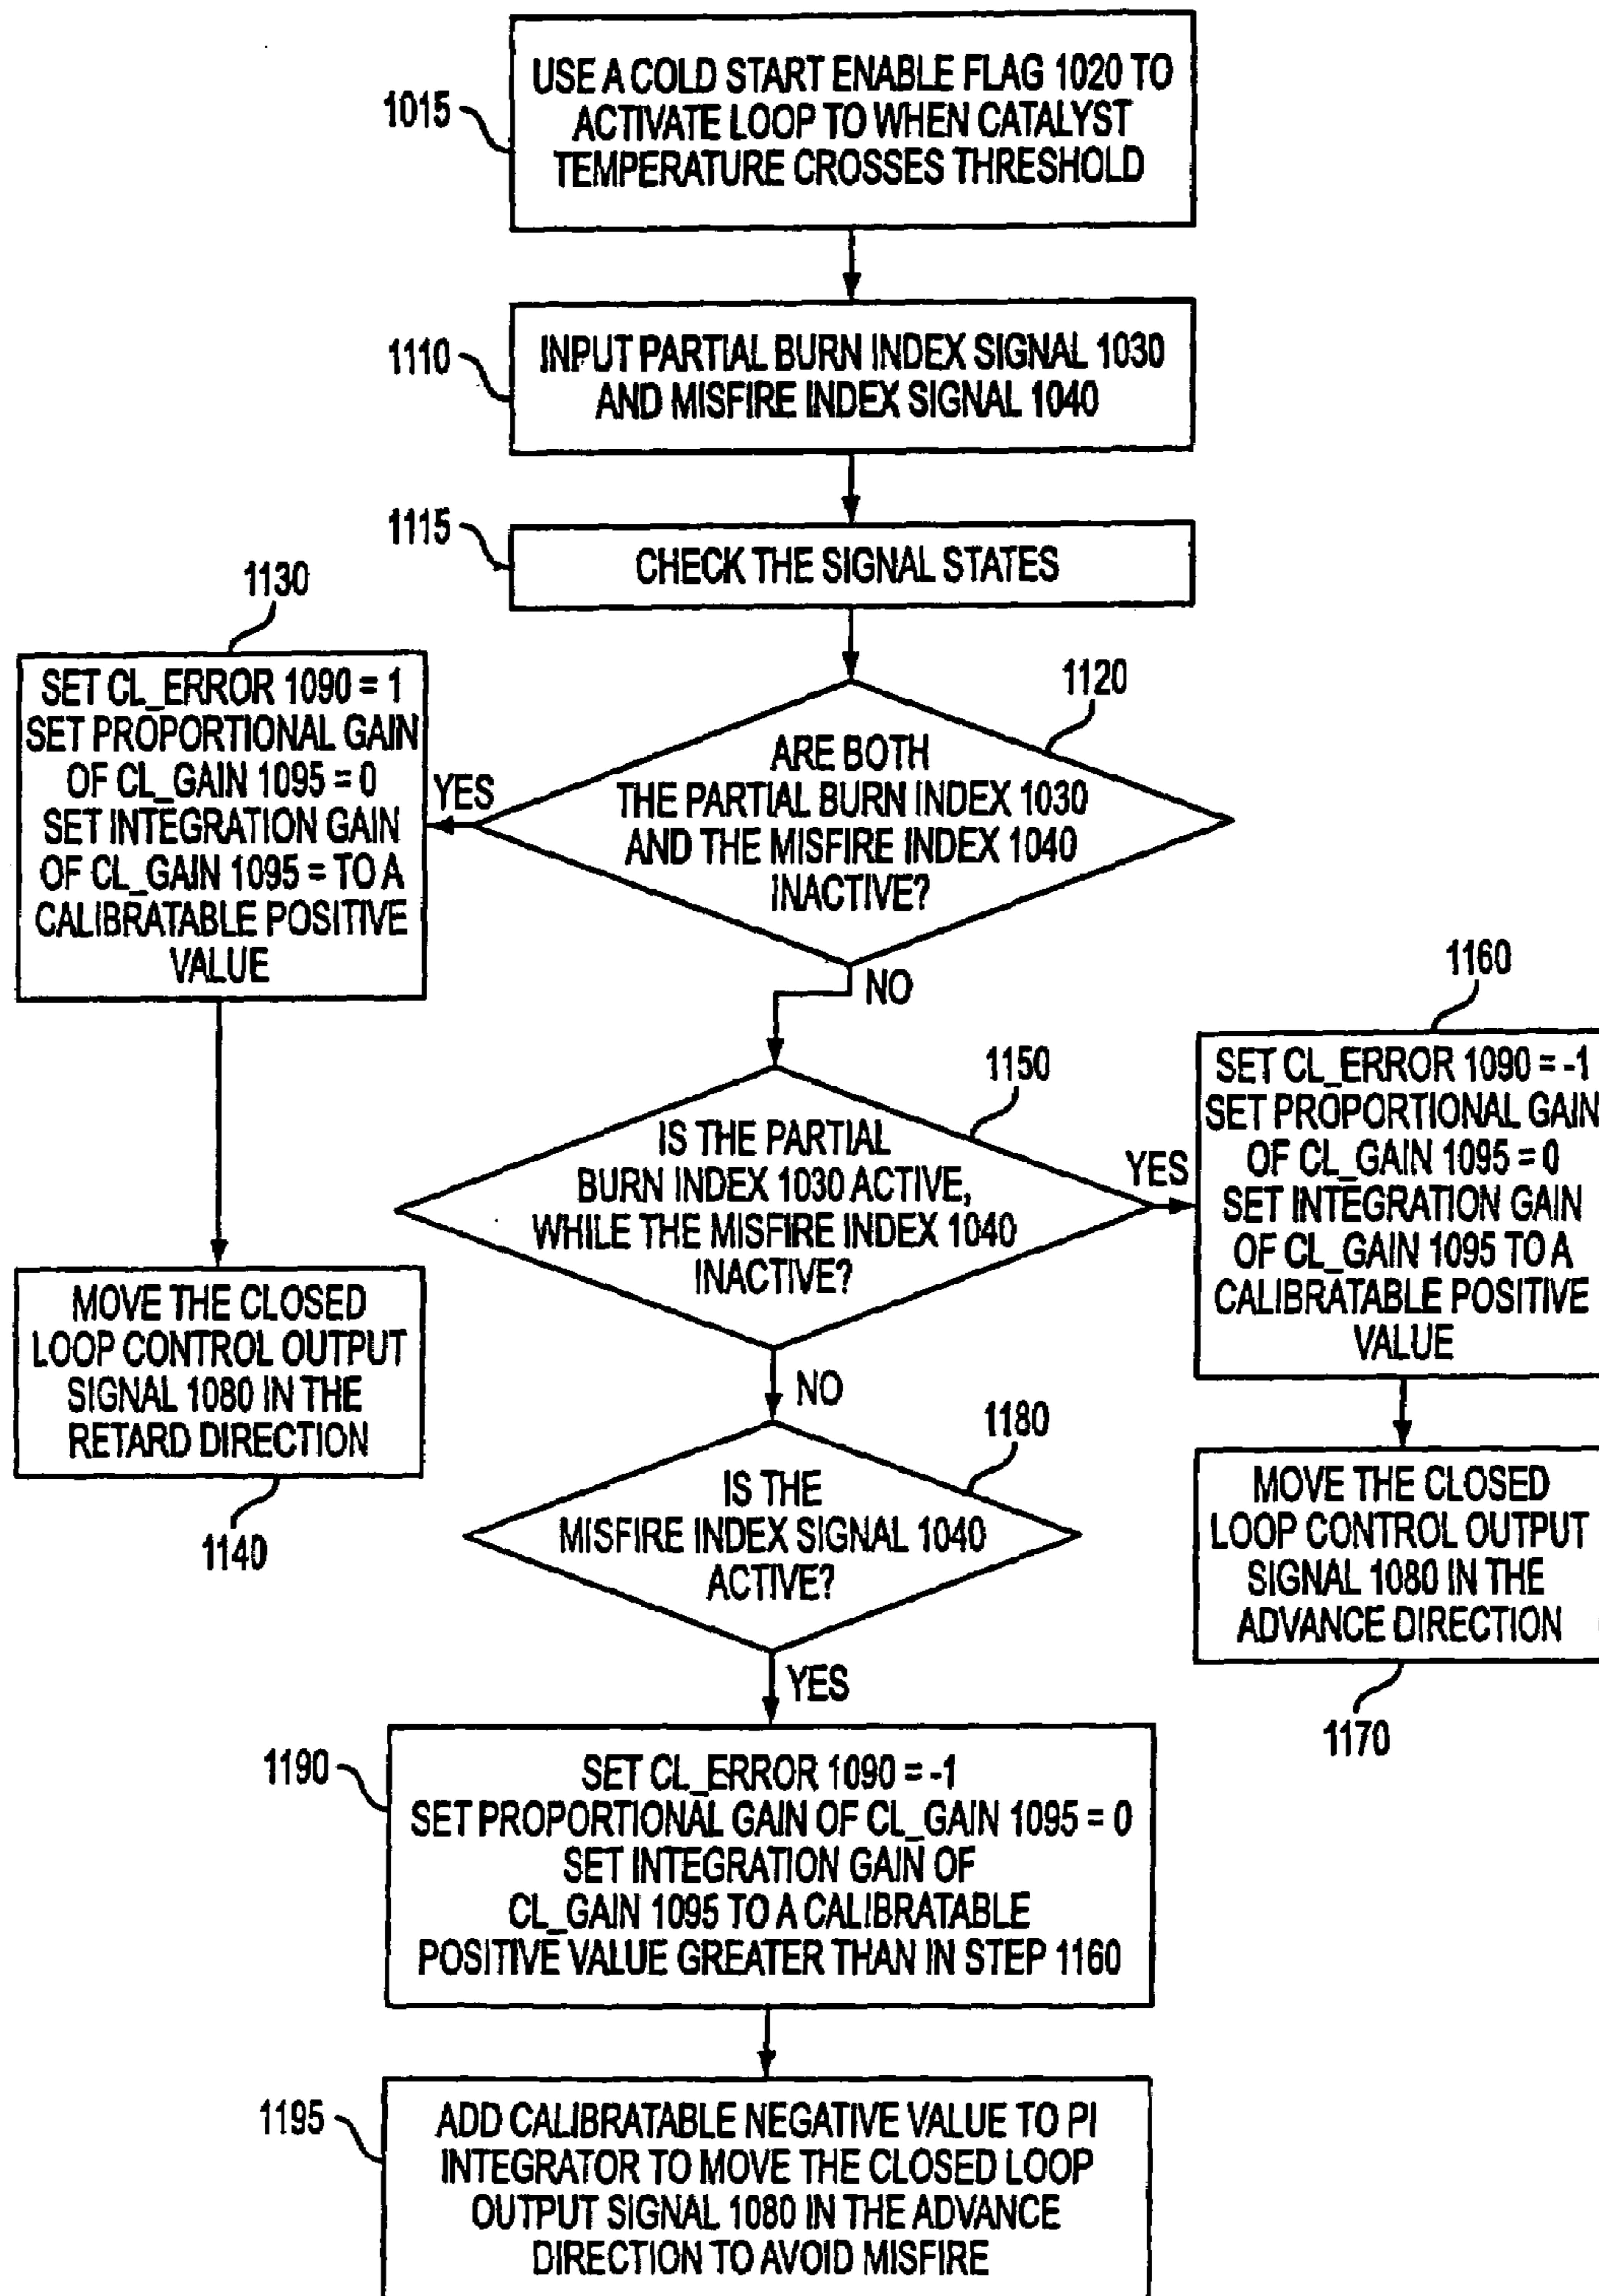 1015
USE A COLD START ENABLE FLAG 1020 TO
ACTIVATE LOOP TO WHEN CATALYST
TEMPERATURE CROSSES THRESHOLD
1110
INPUT PARTIAL BURN INDEX SIGNAL 1030
AND MISFIRE INDEX SIGNAL 1040
1115
CHECK THE SIGNAL STATES
1120
ARE BOTH
THE PARTIAL BURN INDEX 1030
AND THE MISFIRE INDEX 1040
INACTIVE?
YES
1130
SET CL_ERROR 1090 = 1
SET PROPORTIONAL GAIN
OF CL_GAIN 1095 = 0
SET INTEGRATION GAIN
OF CL_GAIN 1095 = TO A
CALIBRATABLE POSITIVE
VALUE
MOVE THE CLOSED
LOOP CONTROL OUTPUT
SIGNAL 1080 IN THE
RETARD DIRECTION
1140
NO
1150
IS THE PARTIAL
BURN INDEX 1030 ACTIVE,
WHILE THE MISFIRE INDEX 1040
INACTIVE?
YES
1160
SET CL_ERROR 1090 = -1
SET PROPORTIONAL GAIN
OF CL_GAIN 1095 = 0
SET INTEGRATION GAIN
OF CL_GAIN 1095 TO A
CALIBRATABLE POSITIVE
VALUE
MOVE THE CLOSED
LOOP CONTROL OUTPUT
SIGNAL 1080 IN THE
ADVANCE DIRECTION
1170
NO
1180
IS THE
MISFIRE INDEX SIGNAL 1040
ACTIVE?
YES
1190
SET CL_ERROR 1090 = -1
SET PROPORTIONAL GAIN OF CL_GAIN 1095 = 0
SET INTEGRATION GAIN OF
CL_GAIN 1095 TO A CALIBRATABLE
POSITIVE VALUE GREATER THAN IN STEP 1160
1195
ADD CALIBRATABLE NEGATIVE VALUE TO PI
INTEGRATOR TO MOVE THE CLOSED LOOP
OUTPUT SIGNAL 1080 IN THE ADVANCE
DIRECTION TO AVOID MISFIRE